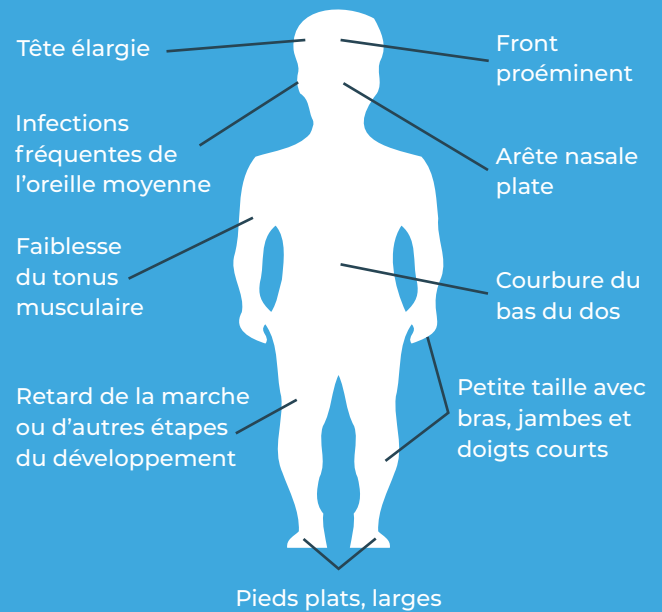 Tête élargie
Infections
fréquentes de
l'oreille moyenne
Faiblesse
du tonus
musculaire
Retard de la marche
ou d'autres étapes
du développement
Front
proéminent
Arête nasale
plate
Courbure du
bas du dos
Petite taille avec
bras, jambes et
doigts courts
Pieds plats, larges